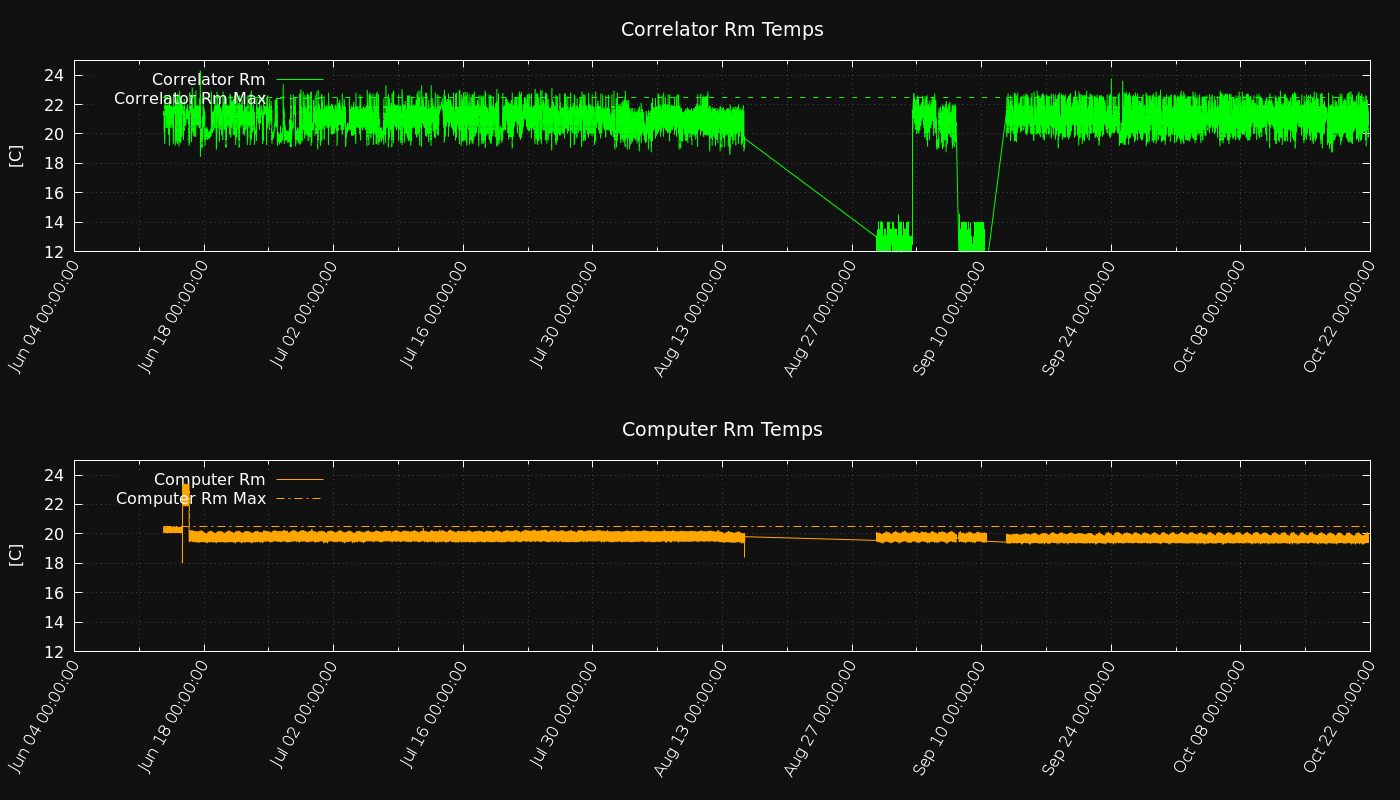 Correlator Rm Temps
24
22
20
18
16
14
12
[C]
Correlator Rm
Correlator Rm Max
Jun 04 00:00:00
Jun 18 00:00:00
Jul 02 00:00:00
Jul 16 00:00:00
Jul 30 00:00:00
Aug 13 00:00:00
Aug 27 00:00:00
Sep 10 00:00:00
Sep 24 00:00:00
Oct 08 00:00:00
Oct 22 00:00:00
Computer Rm Temps
24
22
20
18
16
14
12
[C]
Computer Rm
Computer Rm Max
Jun 04 00:00:00
Jun 18 00:00:00
Jul 02 00:00:00
Jul 16 00:00:00
Jul 30 00:00:00
Aug 13 00:00:00
Aug 27 00:00:00
Sep 10 00:00:00
Sep 24 00:00:00
Oct 08 00:00:00
Oct 22 00:00:00